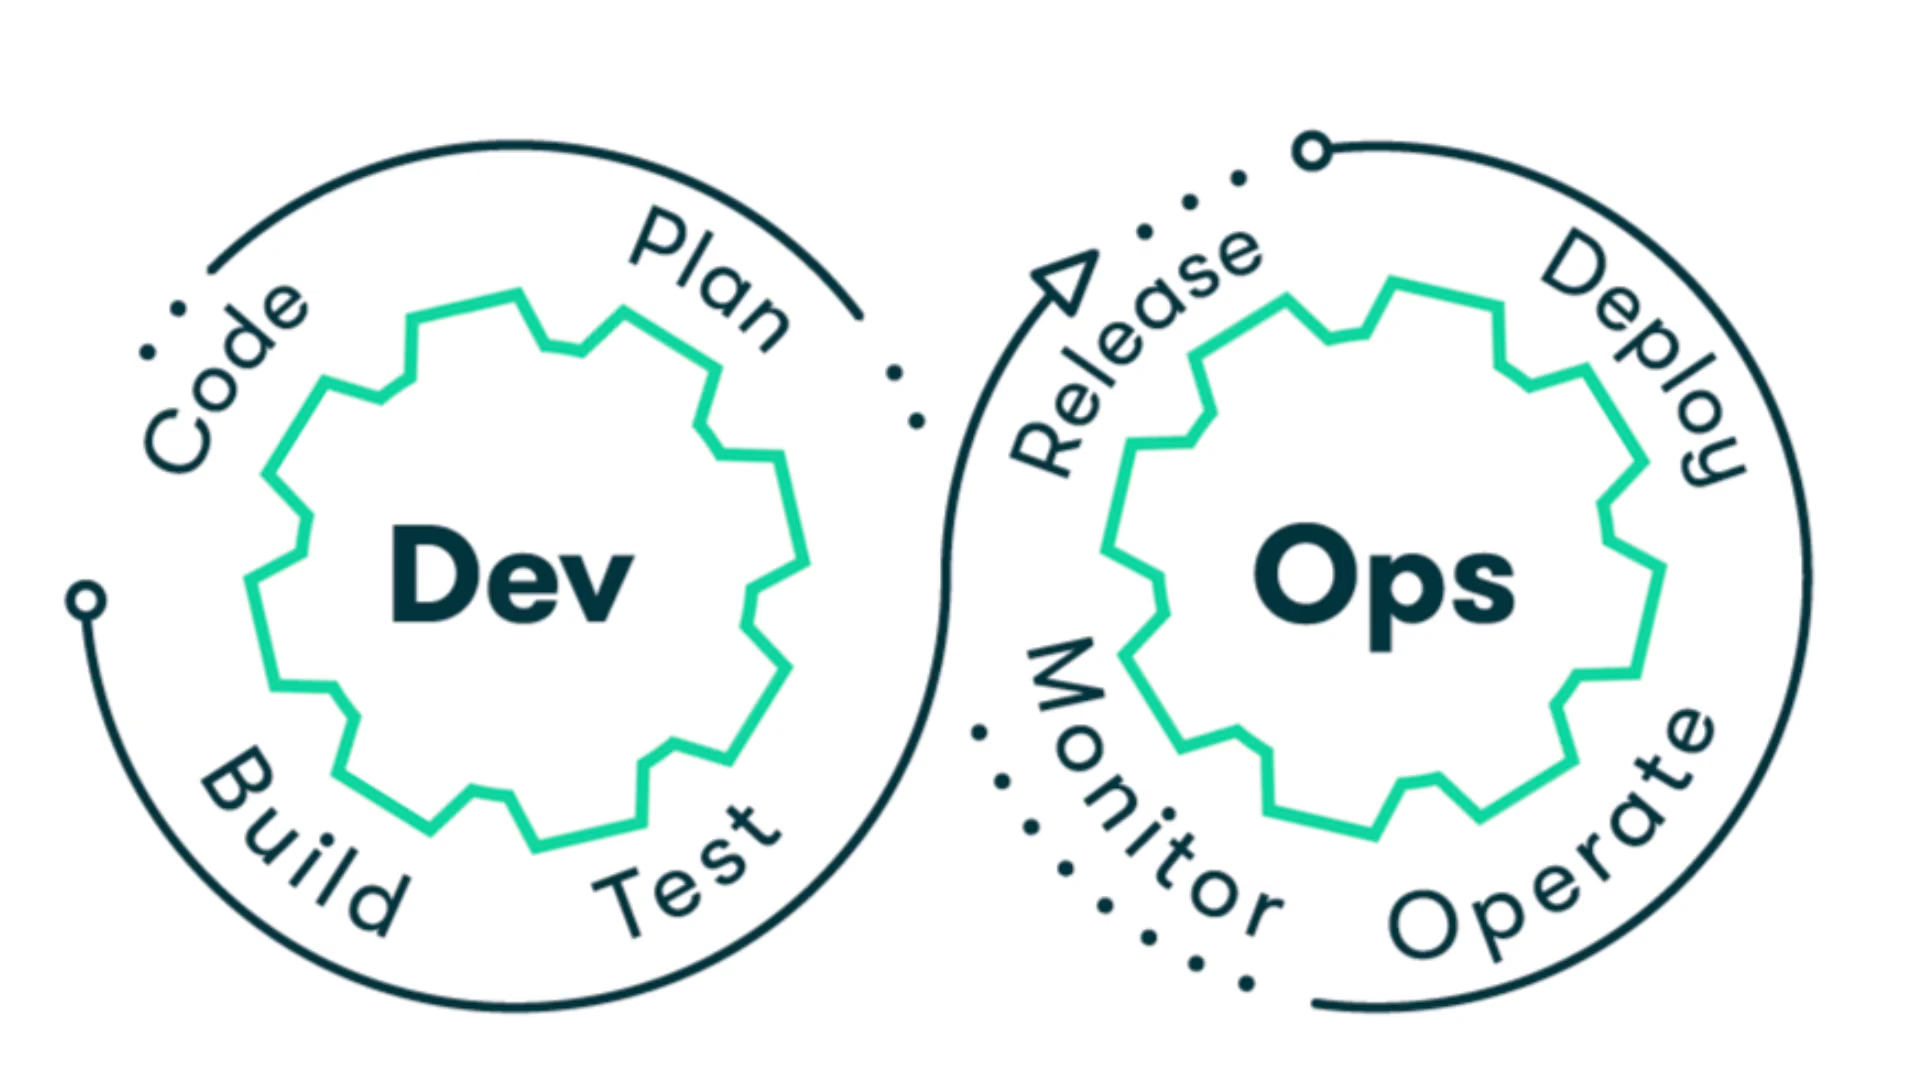 Plan
Code
Build
Test
Dev
Release
Deploy
Operate
Monitor
Ops